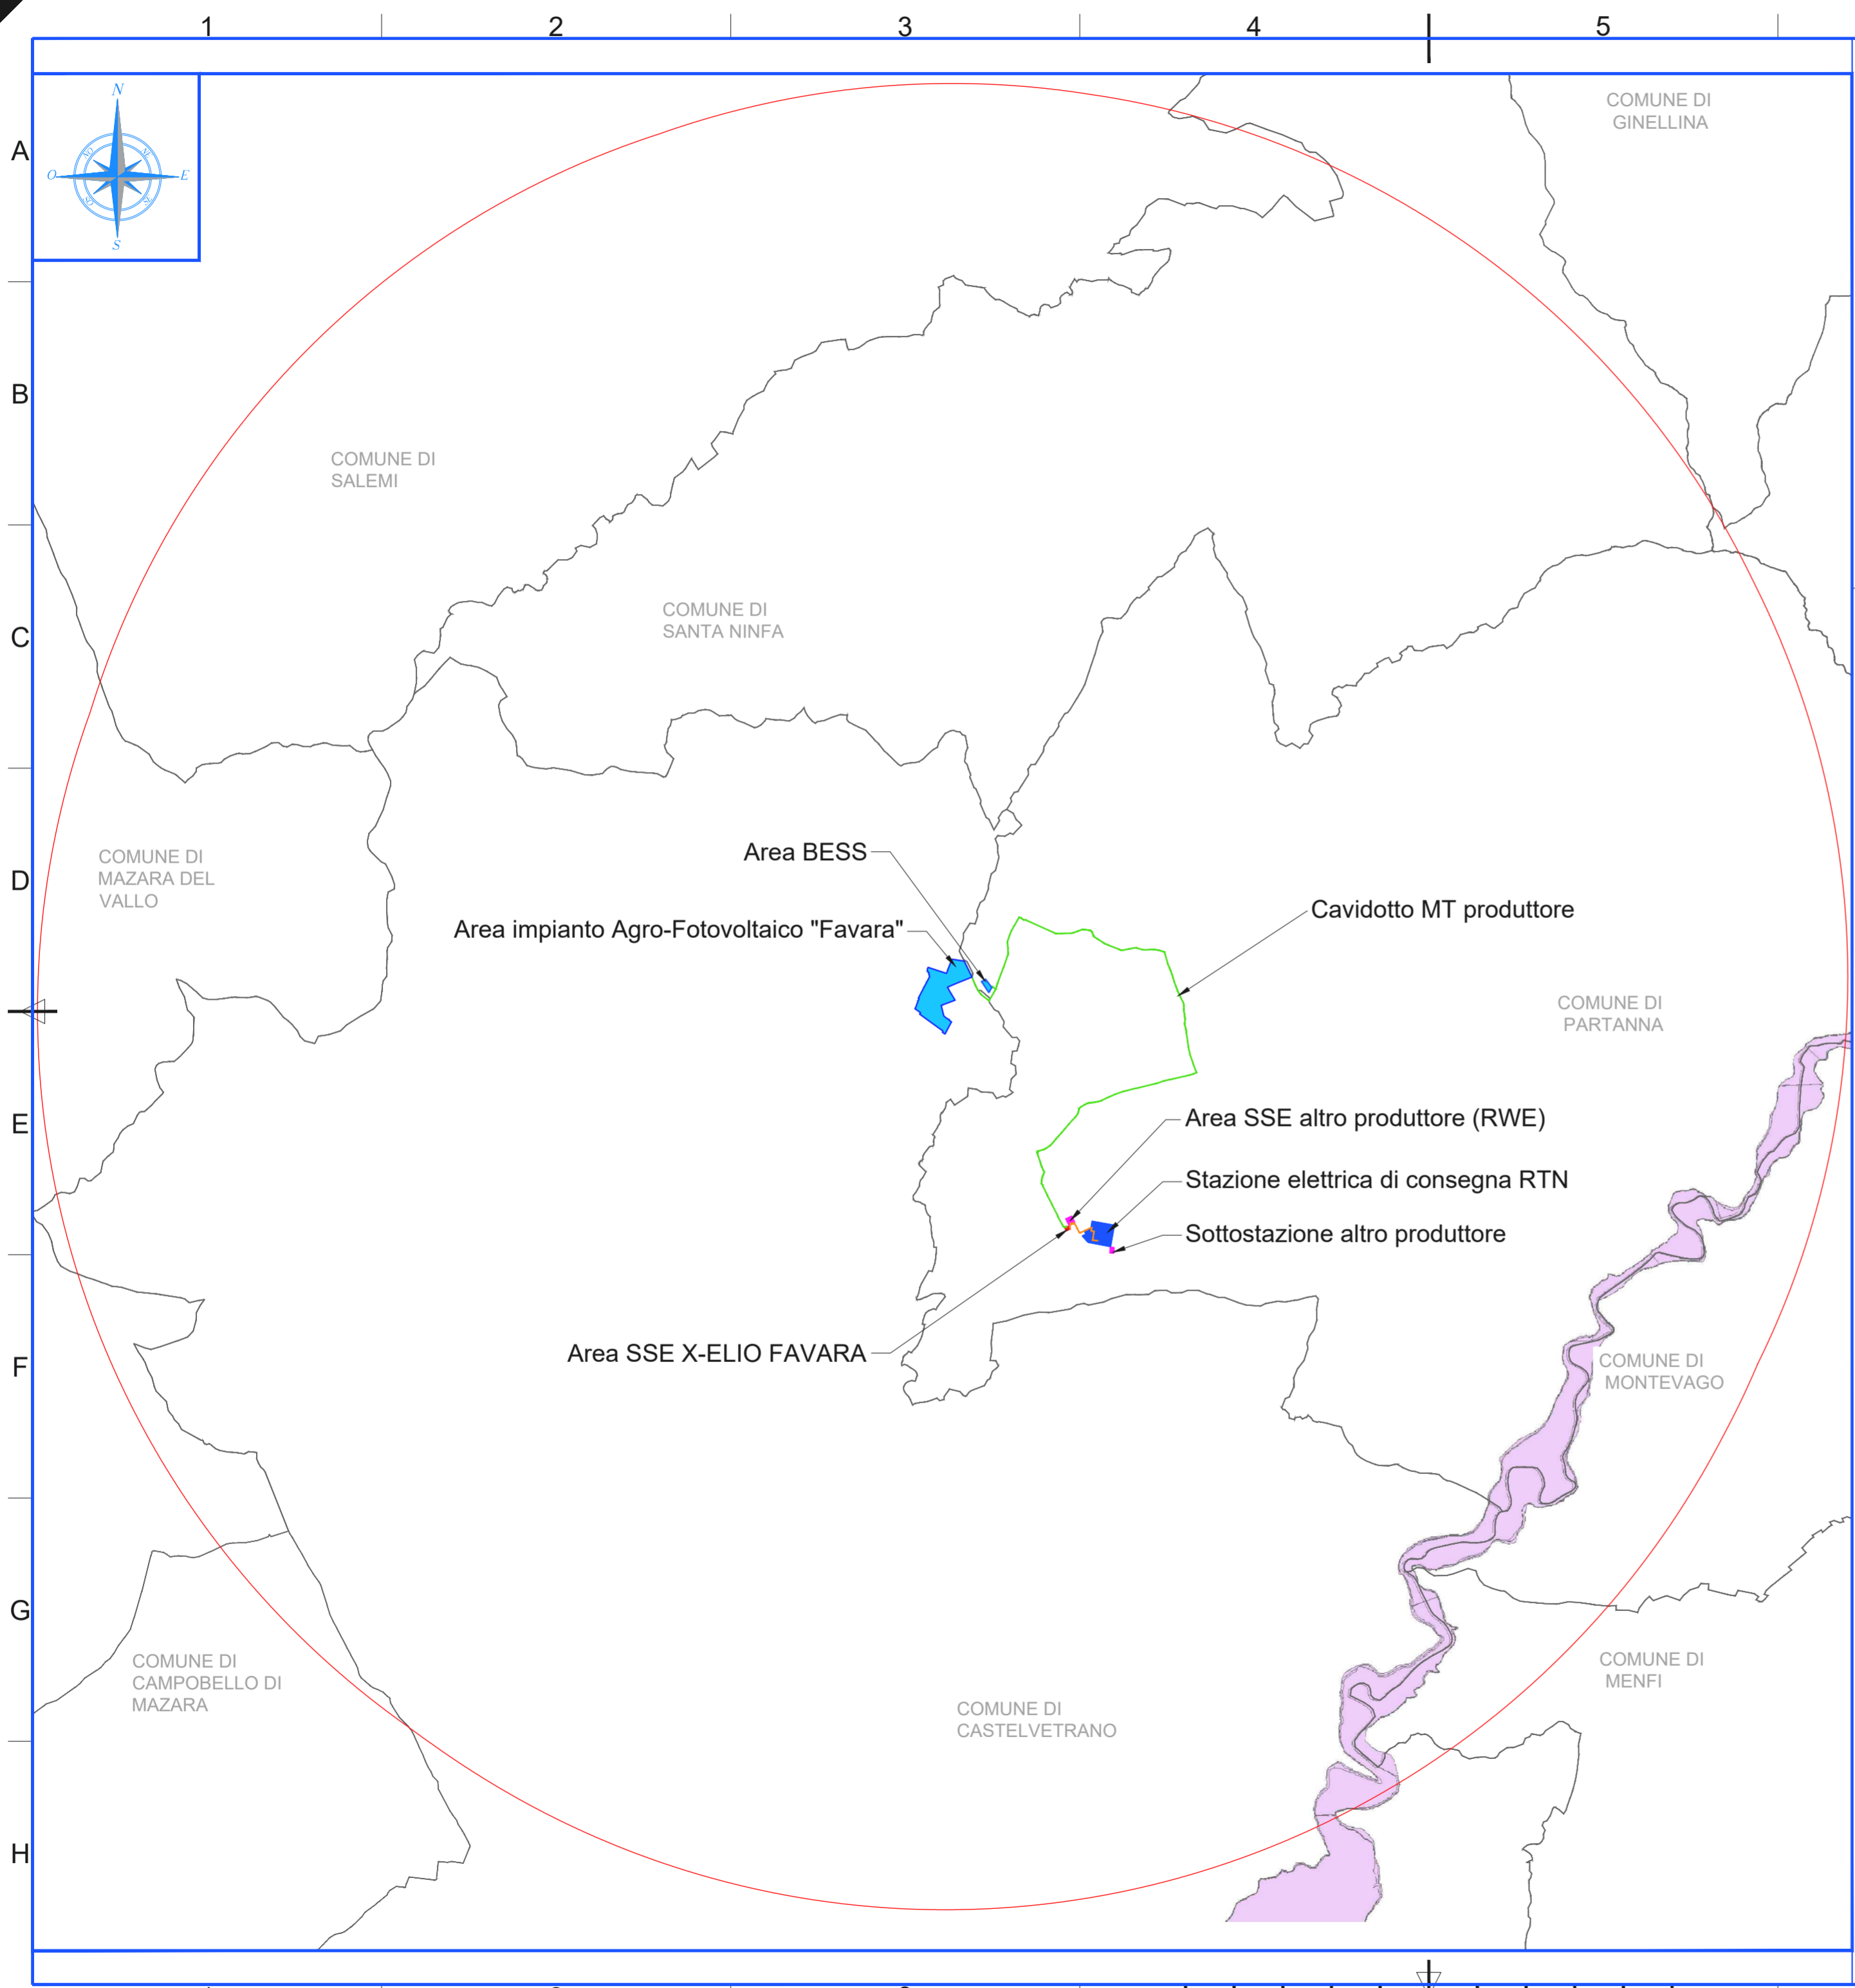 1 2 3 4 5
N
O E
S
A
B
C
D
E
F
G
H
COMUNE DI
GINELLINA
COMUNE DI
SALEMI
COMUNE DI
SANTA NINFA
COMUNE DI
MAZARA DEL
VALLO
Area BESS
Area impianto Agro-Fotovoltaico "Favara"
Cavidotto MT produttore
COMUNE DI
PARTANNA
Area SSE altro produttore (RWE)
Stazione elettrica di consegna RTN
Sottostazione altro produttore
Area SSE X-ELIO FAVARA
COMUNE DI
MONTEVAGO
COMUNE DI
CAMPOBELLO DI
MAZARA
COMUNE DI
CASTELVETRANO
COMUNE DI
MENFI